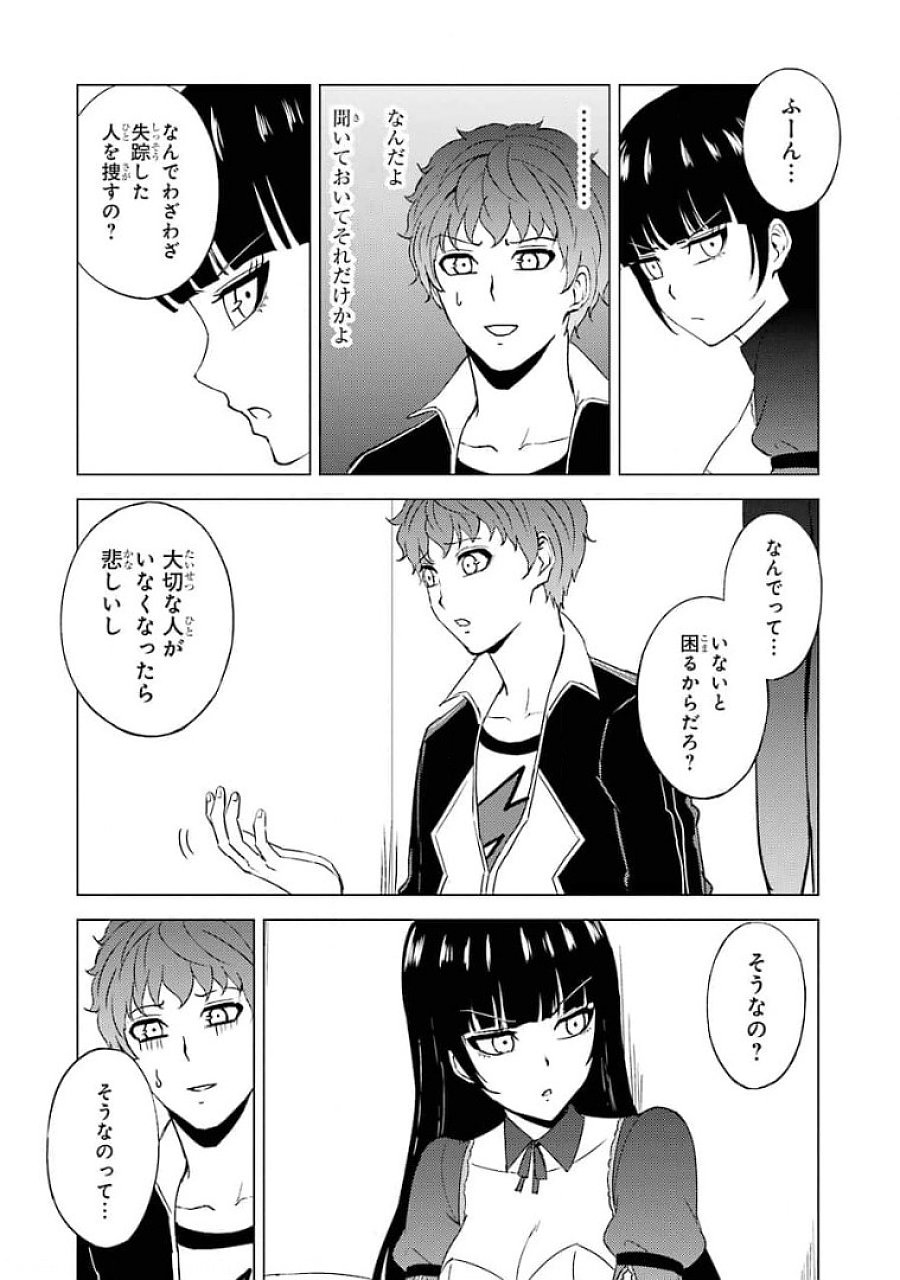 ふーん…
………
なんだよ
聞いておいてそれだけかよ
なんでわざわざ
失踪した
人を捜すの?
なんでって…
いないと
困るからだろ?
大切な人が
いなくなったら
悲しいし
そうなの?
そうなのって…